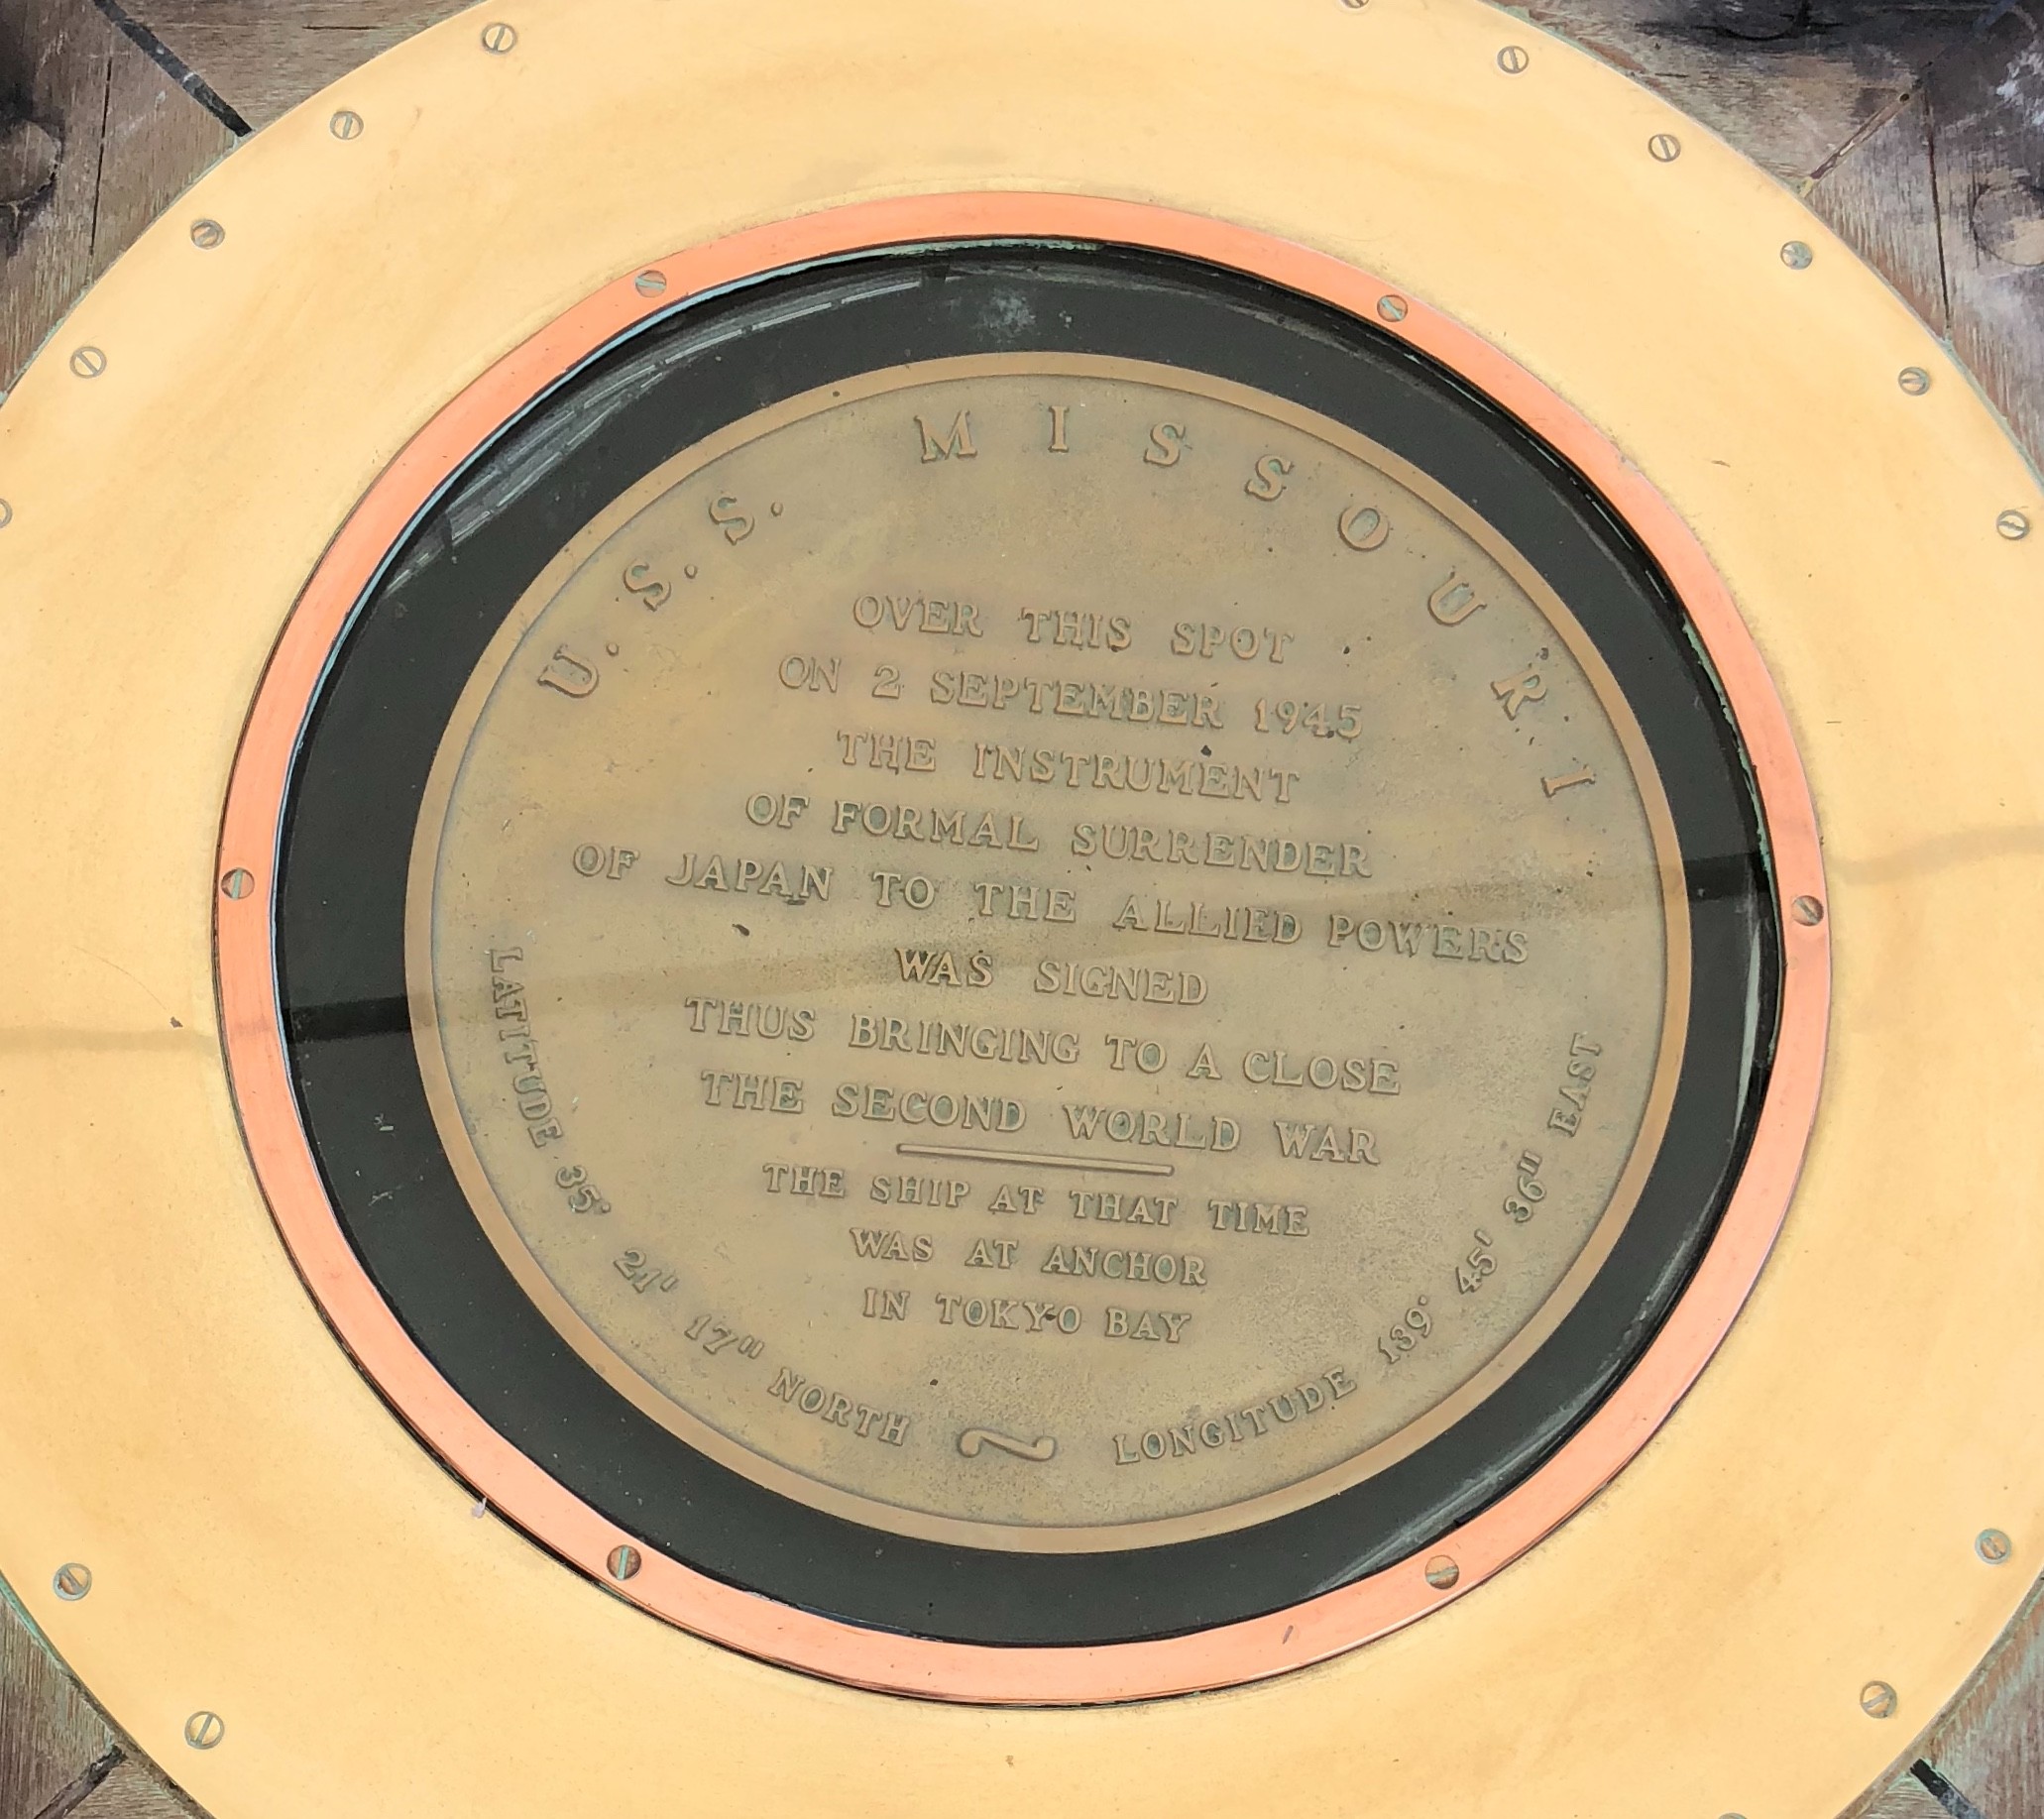 U.S.S. MISSOURI
OVER THIS SPOT
ON 2 SEPTEMBER 1945
THE INSTRUMENT
OF FORMAL SURRENDER
OF JAPAN TO THE ALLIED POWERS
WAS SIGNED
THUS BRINGING TO A CLOSE
THE SECOND WORLD WAR
THE SHIP AT THAT TIME
WAS AT ANCHOR
IN TOKYO BAY
LATITUDE 35° 21' 17" NORTH ~ LONGITUDE 139° 45' 36" EAST